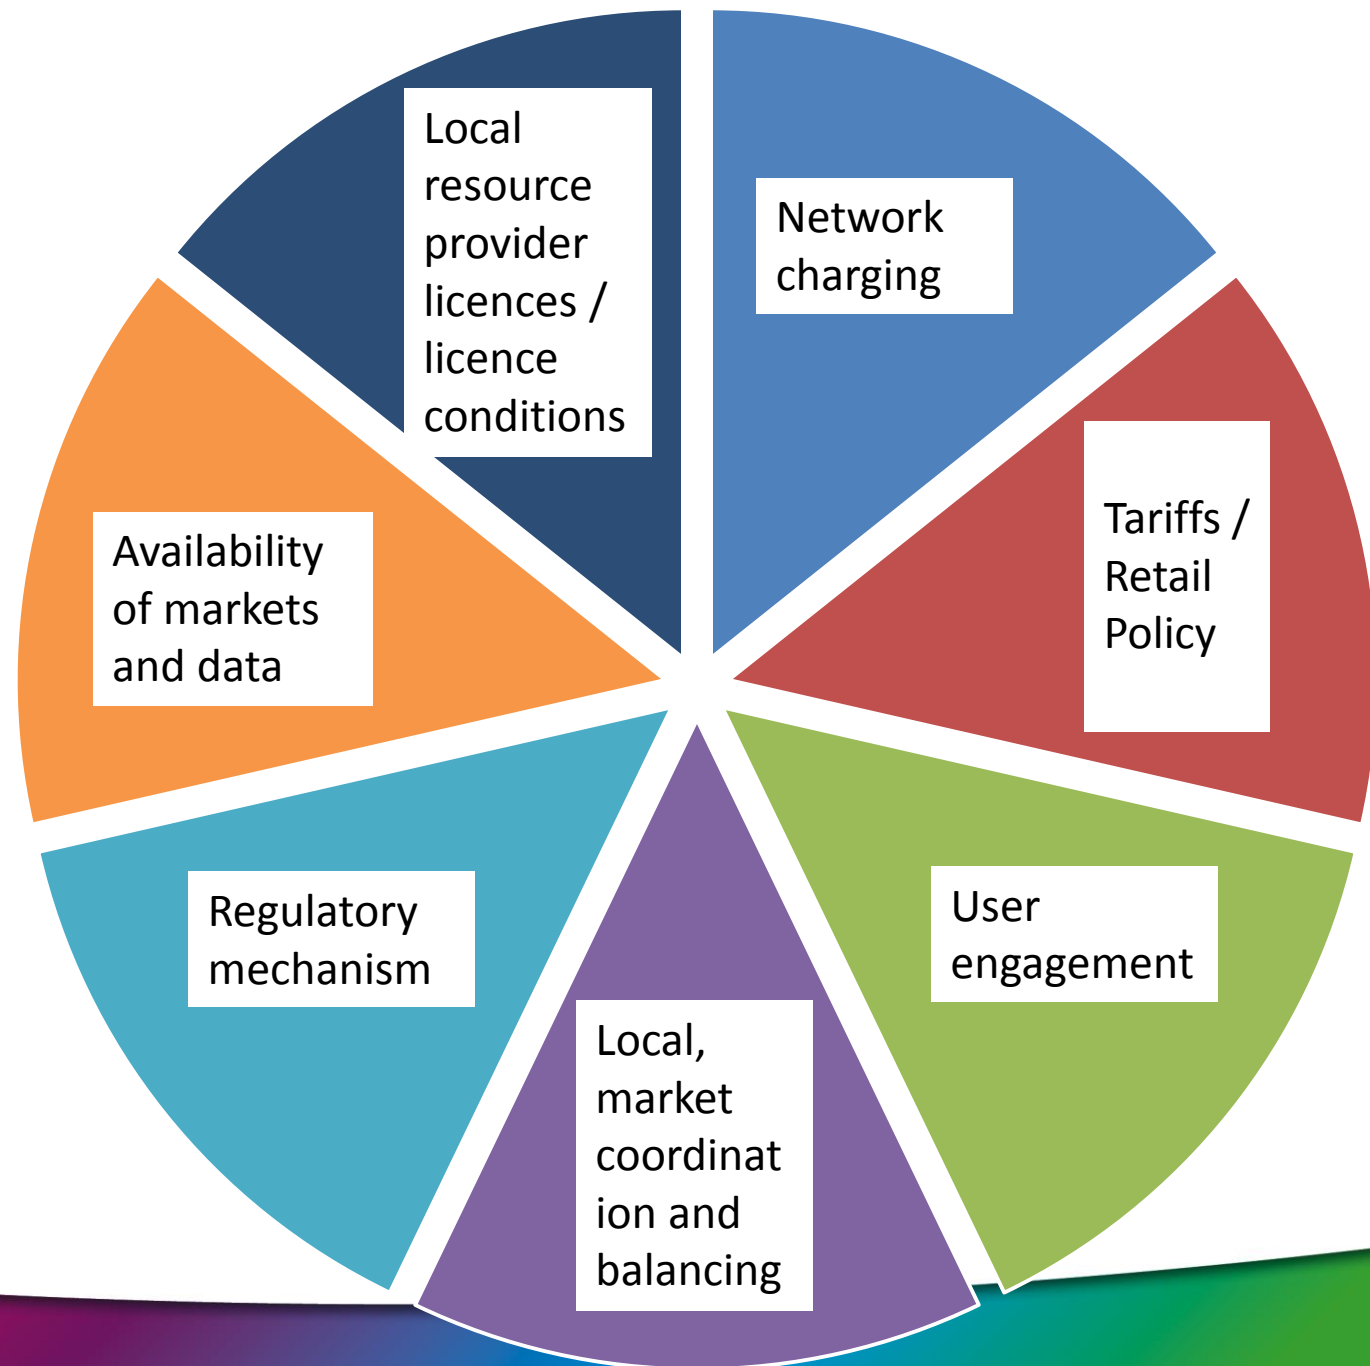 Local
resource
provider
licences /
licence
conditions
Network
charging
Tariffs /
Retail
Policy
User
engagement
Local,
market
coordinat
ion and
balancing
Regulatory
mechanism
Availability
of markets
and data